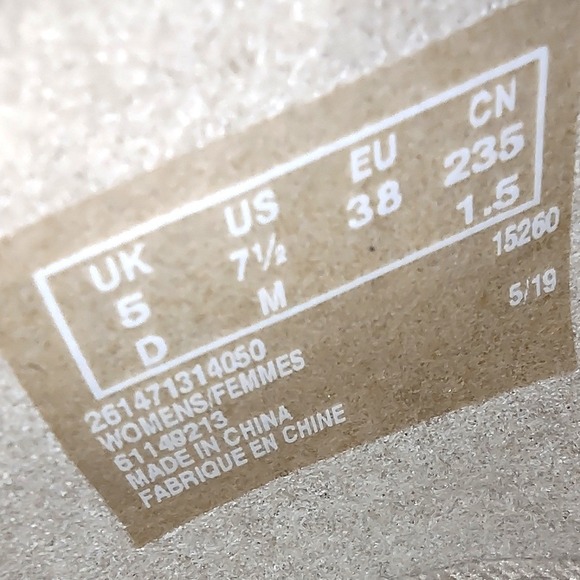 UK US EU CN
5 7½ 38 235
D M 1.5
15260
5/19
261471314050
WOMENS/FEMMES
61149213
MADE IN CHINA
FABRIQUE EN CHINE